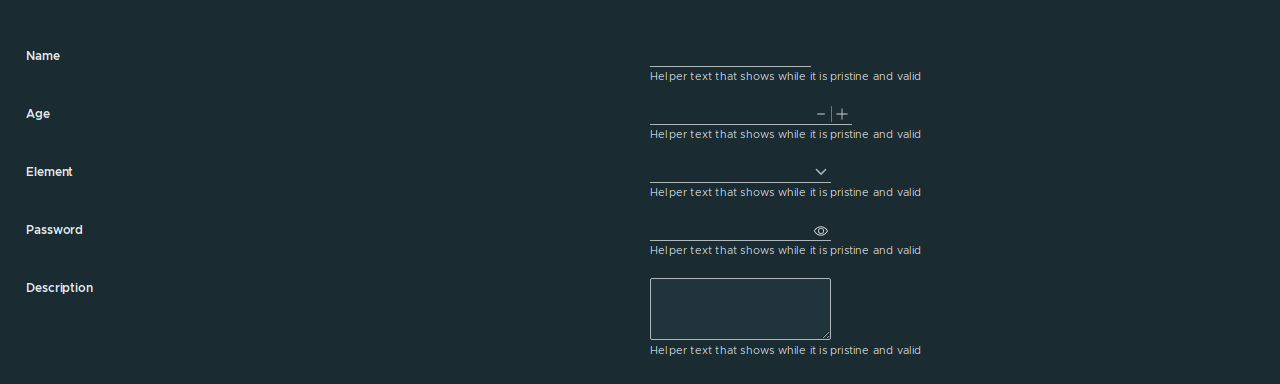 Name
Helper text that shows while it is pristine and valid
Age
Helper text that shows while it is pristine and valid
Element
Helper text that shows while it is pristine and valid
Password
Helper text that shows while it is pristine and valid
Description
Helper text that shows while it is pristine and valid